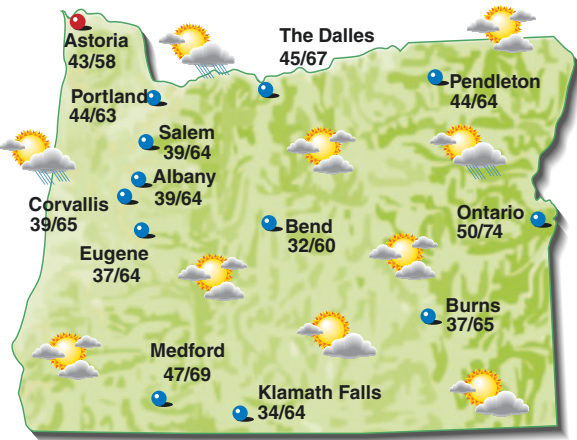 Astoria
43/58
The Dalles
45/67
Pendleton
44/64
Portland
44/63
Salem
39/64
Albany
39/64
Corvallis
39/65
Eugene
37/64
Bend
32/60
Ontario
50/74
Burns
37/65
Medford
47/69
Klamath Falls
34/64